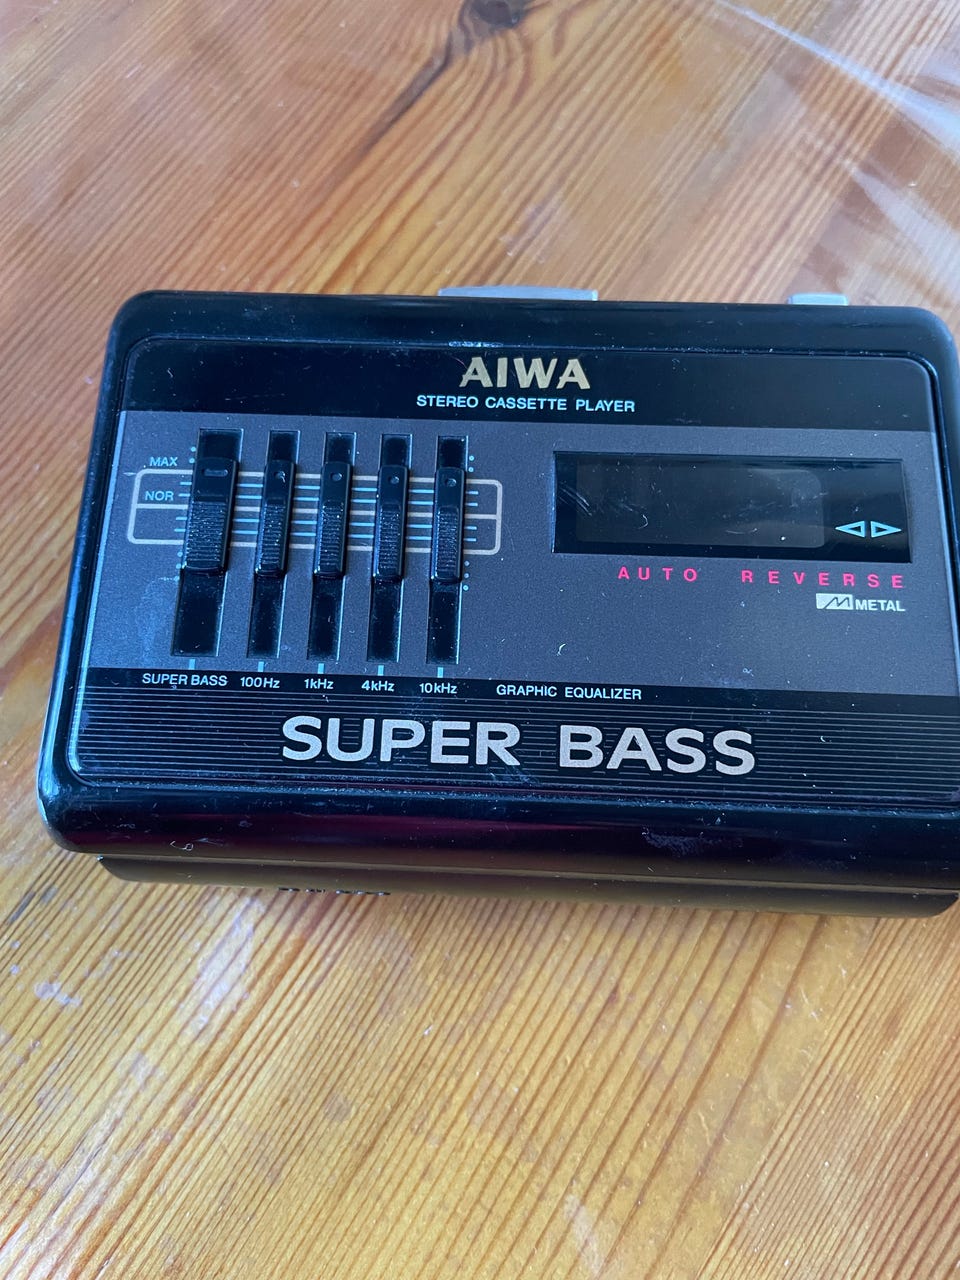 AIWA
STEREO CASSETTE PLAYER
MAX
NOR
AUTO REVERSE
METAL
SUPER BASS 100Hz 1kHz 4kHz 10kHz GRAPHIC EQUALIZER
SUPER BASS